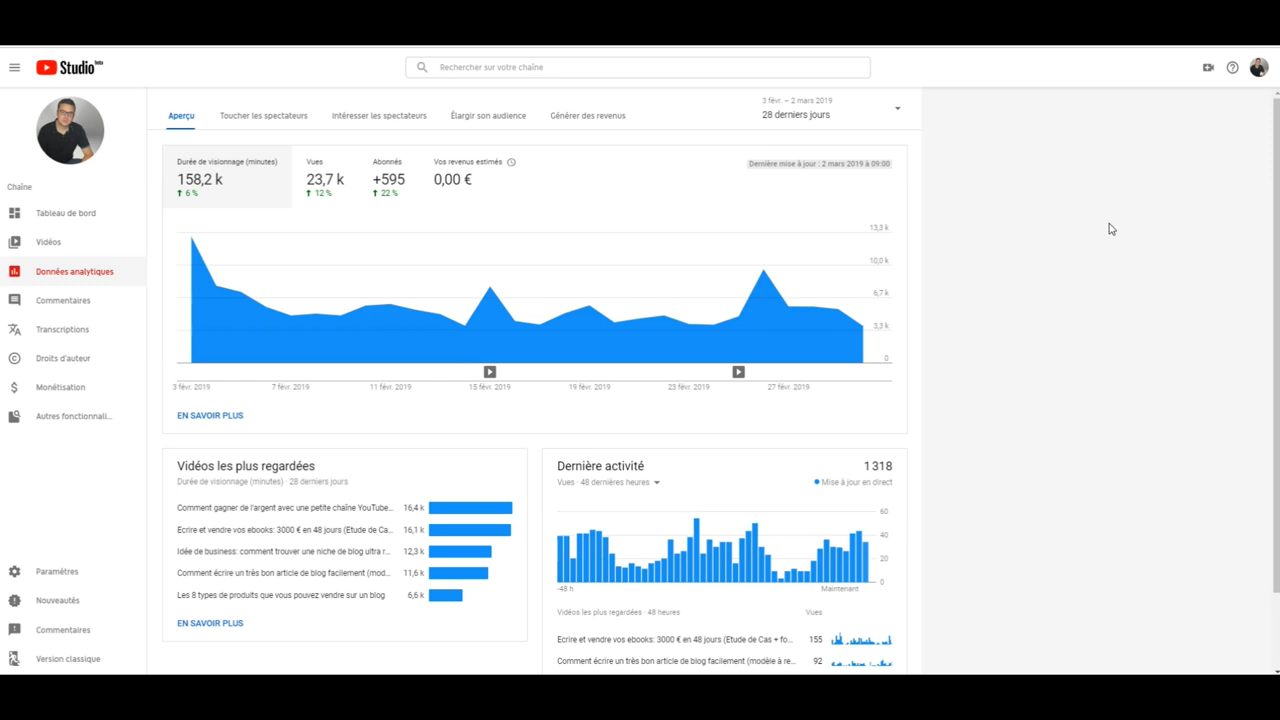 Studio beta
Rechercher sur votre chaîne
Chaîne
Tableau de bord
Vidéos
Données analytiques
Commentaires
Transcriptions
Droits d'auteur
Monétisation
Autres fonctionnali...
Paramètres
Nouveautés
Commentaires
Version classique
Aperçu
Toucher les spectateurs
Intéresser les spectateurs
Élargir son audience
Générer des revenus
3 févr. – 2 mars 2019
28 derniers jours
Durée de visionnage (minutes)
158,2 k
6 %
Vues
23,7 k
12 %
Abonnés
+595
22 %
Vos revenus estimés
0,00 €
Dernière mise à jour : 2 mars 2019 à 09:00
13,3 k
10,0 k
6,7 k
3,3 k
0
3 févr. 2019
7 févr. 2019
11 févr. 2019
15 févr. 2019
19 févr. 2019
23 févr. 2019
27 févr. 2019
EN SAVOIR PLUS
Vidéos les plus regardées
Durée de visionnage (minutes) · 28 derniers jours
Comment gagner de l'argent avec une petite chaîne YouTube... 16,4 k
Ecrire et vendre vos ebooks: 3000 € en 48 jours (Etude de Ca... 16,1 k
Idée de business: comment trouver une niche de blog ultra r... 12,3 k
Comment écrire un très bon article de blog facilement (mod... 11,6 k
Les 8 types de produits que vous pouvez vendre sur un blog 6,6 k
EN SAVOIR PLUS
Dernière activité
1 318
Vues · 48 dernières heures
Mise à jour en direct
60
40
20
0
-48 h
Maintenant
Vidéos les plus regardées · 48 heures
Vues
Ecrire et vendre vos ebooks: 3000 € en 48 jours (Etude de Cas + fo... 155
Comment écrire un très bon article de blog facilement (modèle à re... 92